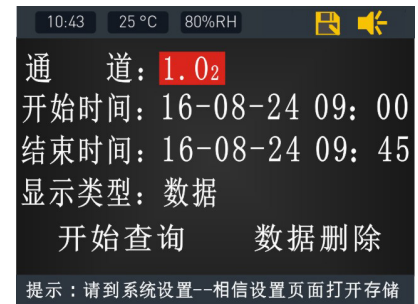 10:43 25 °C 80%RH
通 道：1.O₂
开始时间：16-08-24 09：00
结束时间：16-08-24 09：45
显示类型：数据
开始查询 数据删除
提示：请到系统设置--相信设置页面打开存储